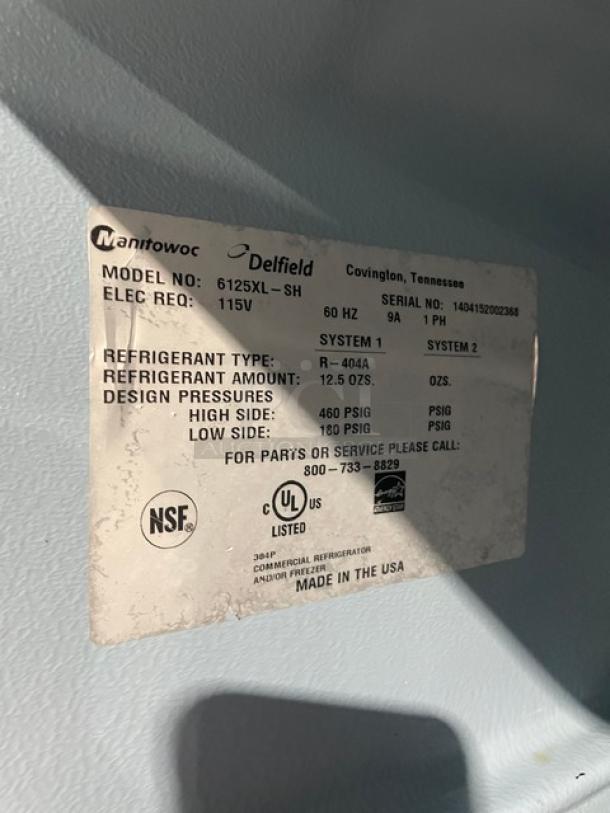 Manitowoc Delfield Covington, Tennessee
MODEL NO: 6125XL-SH SERIAL NO: 1404152002368
ELEC REQ: 115V 60 HZ 9A 1 PH
SYSTEM 1 SYSTEM 2
REFRIGERANT TYPE: R-404A
REFRIGERANT AMOUNT: 12.5 OZS. OZS.
DESIGN PRESSURES
HIGH SIDE: 460 PSIG PSIG
LOW SIDE: 180 PSIG PSIG
FOR PARTS OR SERVICE PLEASE CALL:
800-733-8829
NSF®
C UL US
LISTED
384P
COMMERCIAL REFRIGERATOR
AND/OR FREEZER
MADE IN THE USA